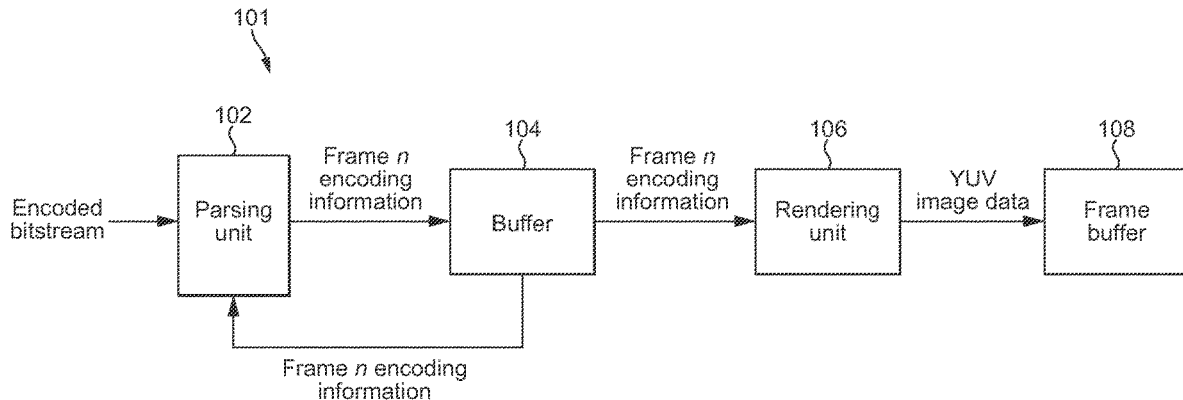 101
102
104
106
108
Encoded
bitstream
Parsing
unit
Frame n
encoding
information
Buffer
Frame n
encoding
information
Rendering
unit
YUV
image data
Frame
buffer
Frame n encoding
information